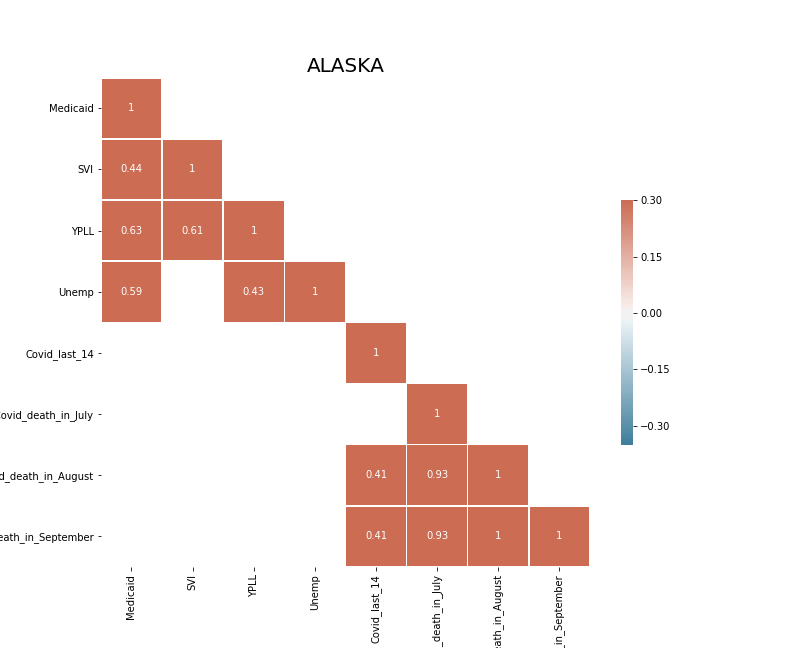 ALASKA
Medicaid 1
SVI 0.44 1
YPLL 0.63 0.61 1
Unemp 0.59 0.43 1
Covid_last_14 1
ovid_death_in_July 1
d_death_in_August 0.41 0.93 1
eath_in_September 0.41 0.93 1 1
Medicaid
SVI
YPLL
Unemp
Covid_last_14
_death_in_July
eath_in_August
_in_September
0.30
0.15
0.00
−0.15
−0.30